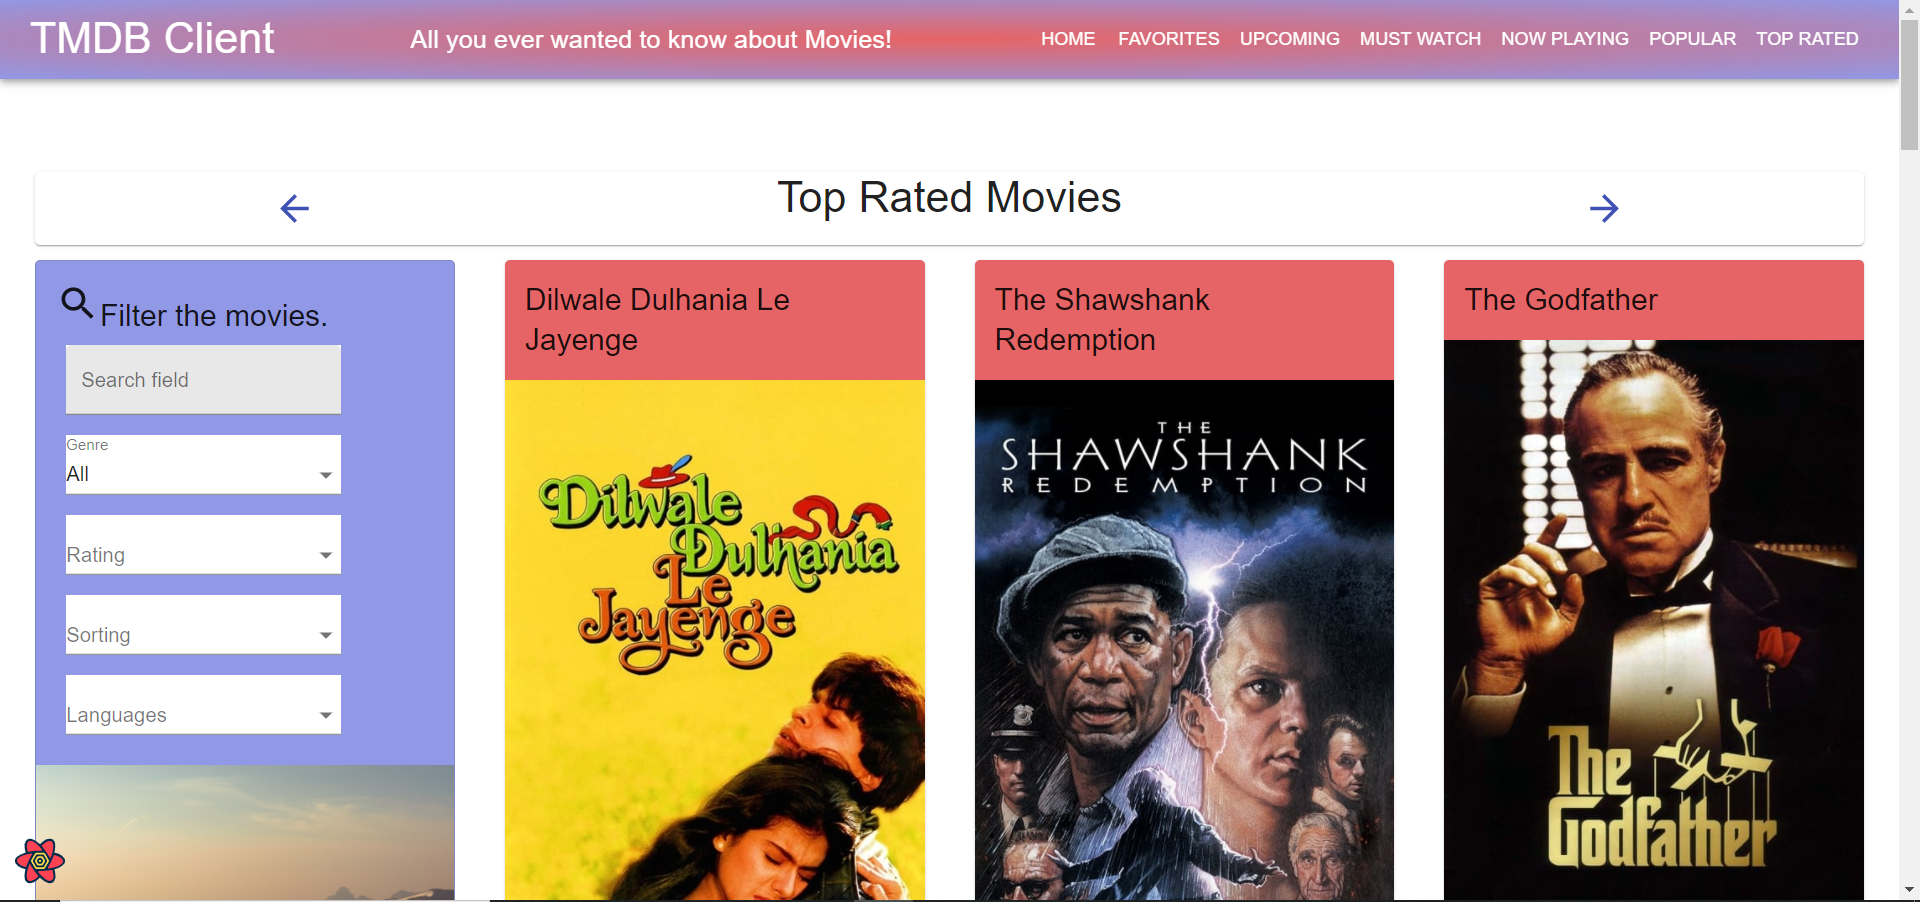 TMDB Client
All you ever wanted to know about Movies!
HOME FAVORITES UPCOMING MUST WATCH NOW PLAYING POPULAR TOP RATED
Top Rated Movies
Filter the movies.
Search field
Genre
All
Rating
Sorting
Languages
Dilwale Dulhania Le
Jayenge
Dilwale
Dulhania
Le
Jayenge
The Shawshank
Redemption
THE
SHAWSHANK
REDEMPTION
The Godfather
The
Godfather